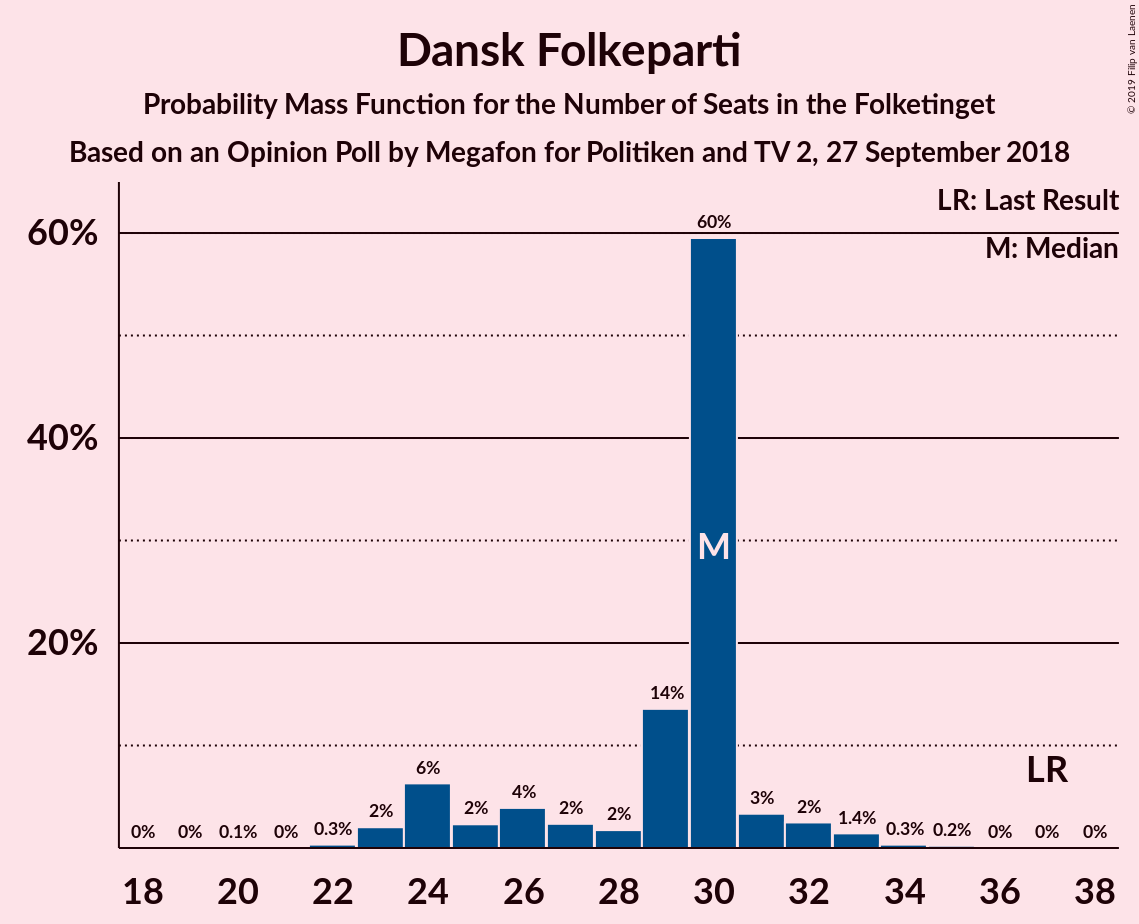 Dansk Folkeparti
Probability Mass Function for the Number of Seats in the Folketinget
Based on an Opinion Poll by Megafon for Politiken and TV 2, 27 September 2018
© 2019 Filip van Laenen
LR: Last Result
M: Median
60%
40%
20%
0% 0% 0.1% 0% 0.3% 2% 6% 2% 4% 2% 2% 14% 60% 3% 2% 1.4% 0.3% 0.2% 0% 0% 0%
M
LR
18 20 22 24 26 28 30 32 34 36 38